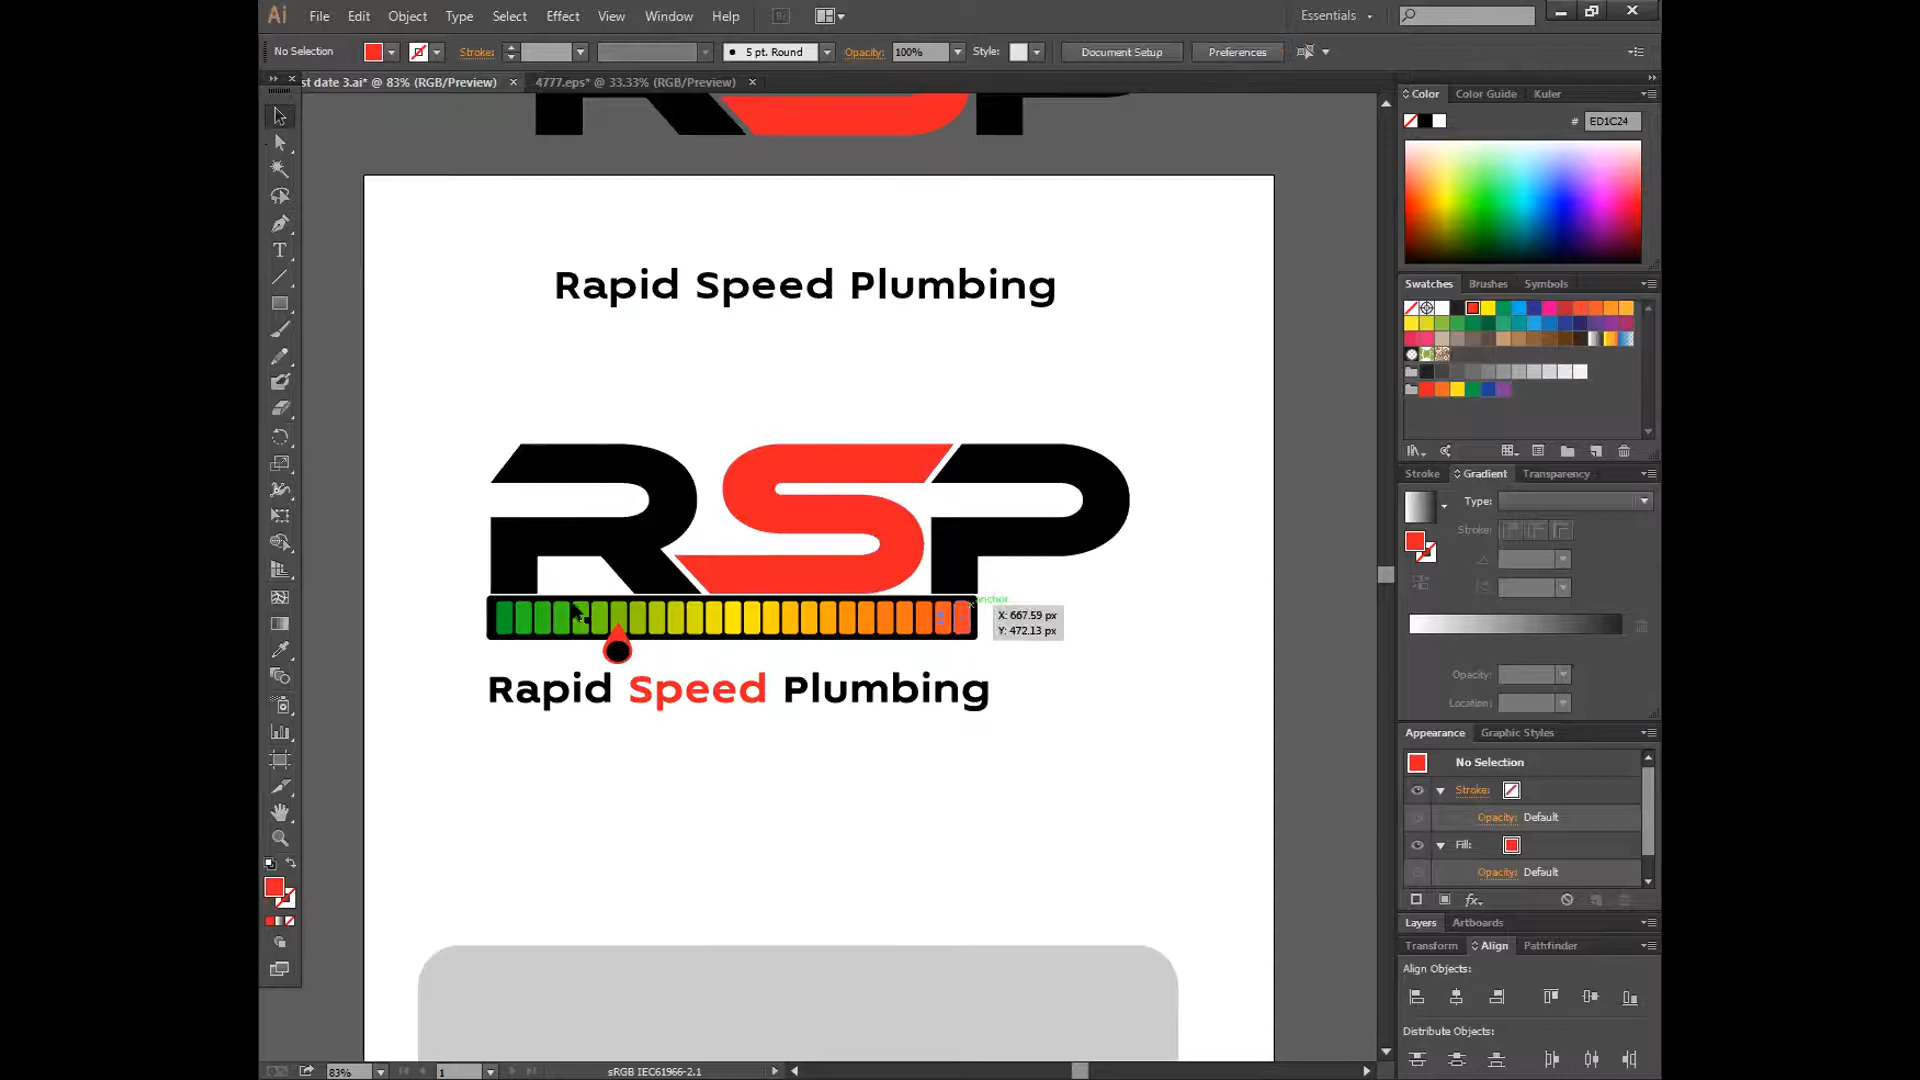 Ai File Edit Object Type Select Effect View Window Help Br Essentials
No Selection Stroke: 5 pt. Round Opacity: 100% Style: Document Setup Preferences
st date 3.ai* @ 83% (RGB/Preview) 4777.eps* @ 33.33% (RGB/Preview)
RSP
Rapid Speed Plumbing
RSP
X: 667.59 px
Y: 472.13 px
Rapid Speed Plumbing
83% 1 sRGB IEC61966-2.1
Color Color Guide Kuler
# ED1C24
Swatches Brushes Symbols
Stroke Gradient Transparency
Type:
Stroke:
Opacity:
Location:
Appearance Graphic Styles
No Selection
Stroke:
Opacity: Default
Fill:
Opacity: Default
fx
Layers Artboards
Transform Align Pathfinder
Align Objects:
Distribute Objects: